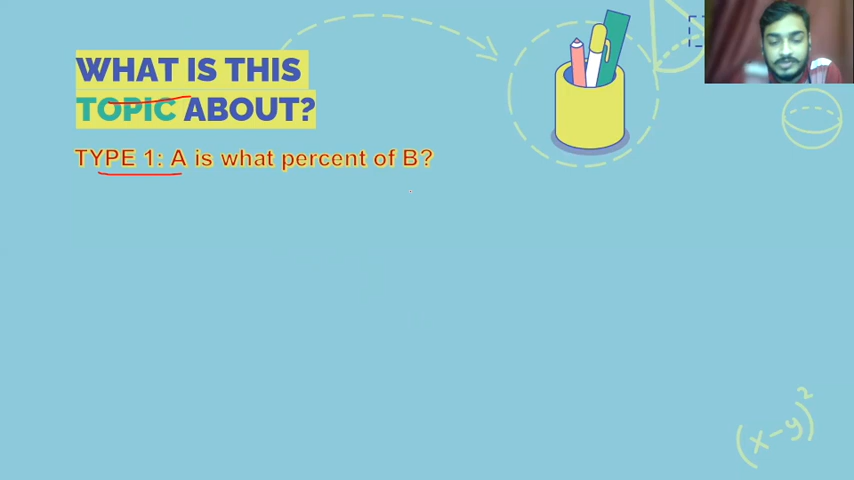 WHAT IS THIS
TOPIC ABOUT?
TYPE 1: A is what percent of B?
(x-y)²